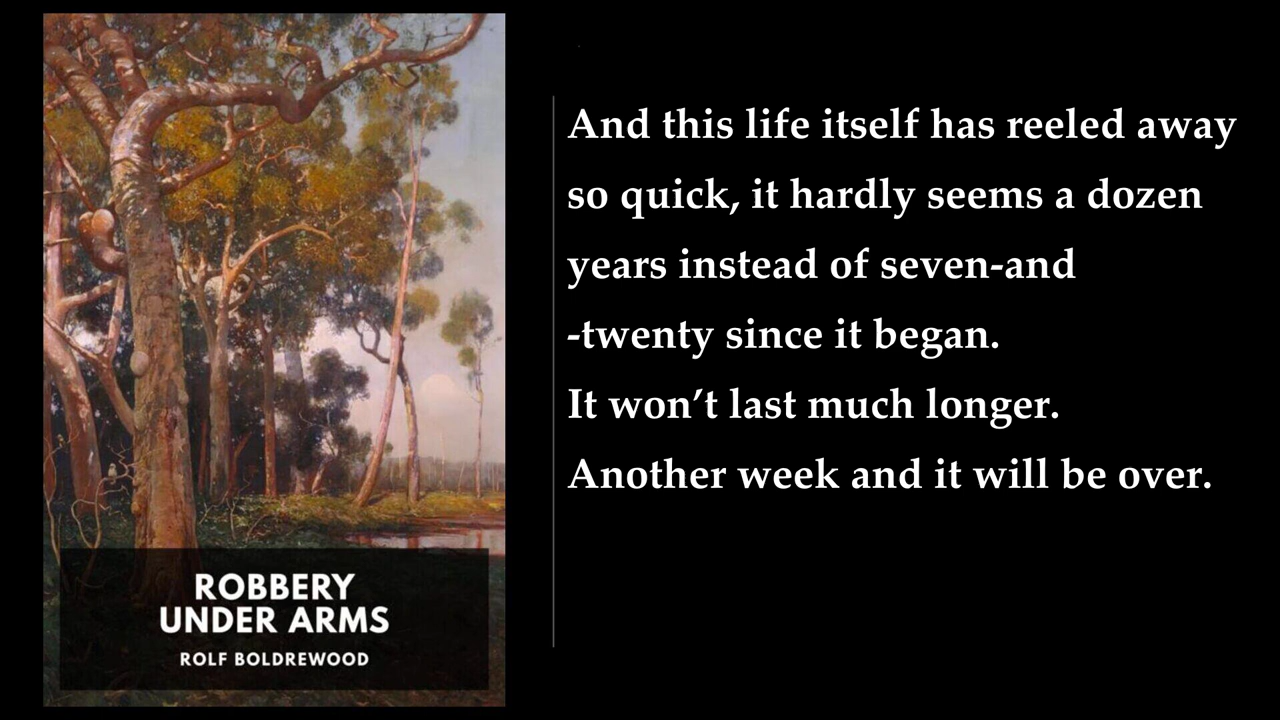 ROBBERY
UNDER ARMS
ROLF BOLDREWOOD
And this life itself has reeled away
so quick, it hardly seems a dozen
years instead of seven-and
-twenty since it began.
It won’t last much longer.
Another week and it will be over.